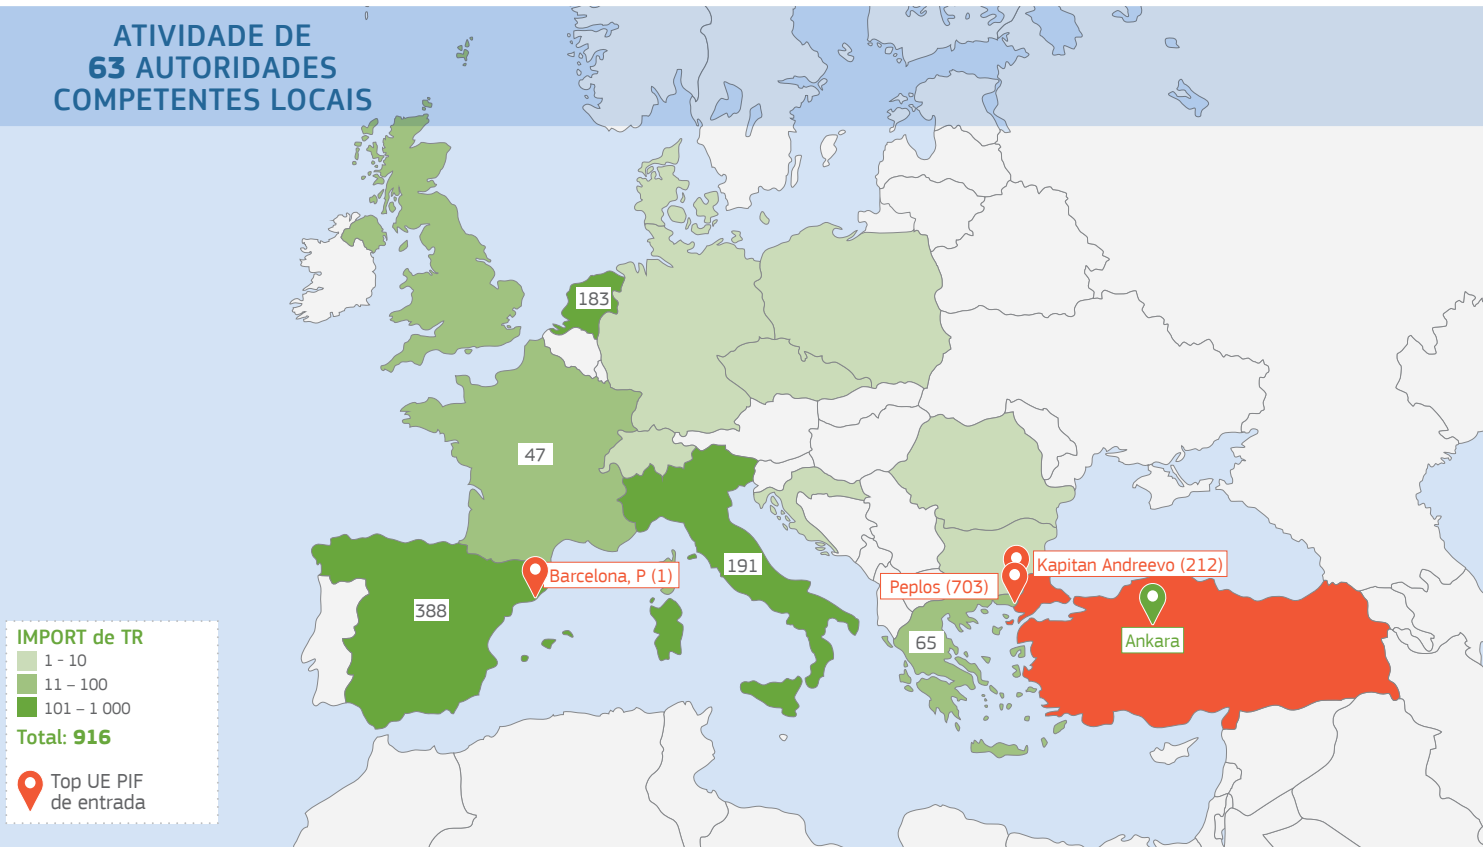 ATIVIDADE DE
63 AUTORIDADES
COMPETENTES LOCAIS
183
47
191
388
65
Barcelona, P (1)
Kapitan Andreevo (212)
Peplos (703)
Ankara
IMPORT de TR
1 - 10
11 – 100
101 – 1 000
Total: 916
Top UE PIF
de entrada